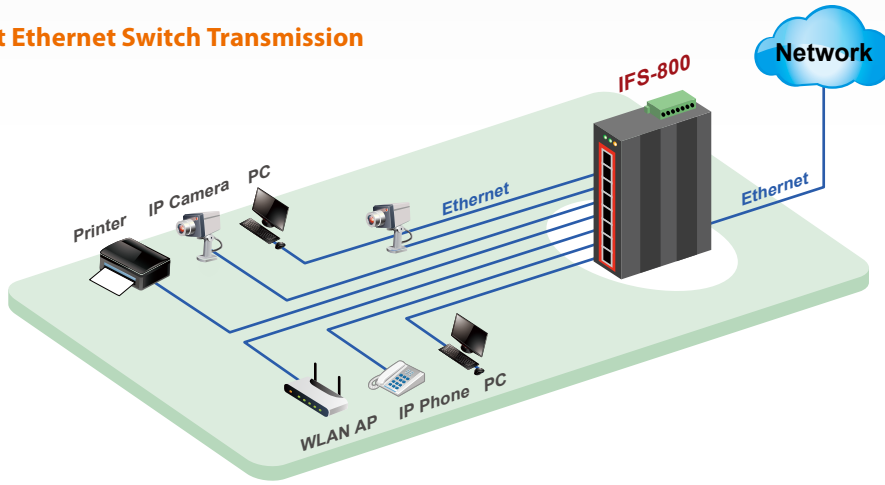 t Ethernet Switch Transmission
Network
IFS-800
PC
IP Camera
Printer
Ethernet
Ethernet
WLAN AP
IP Phone
PC